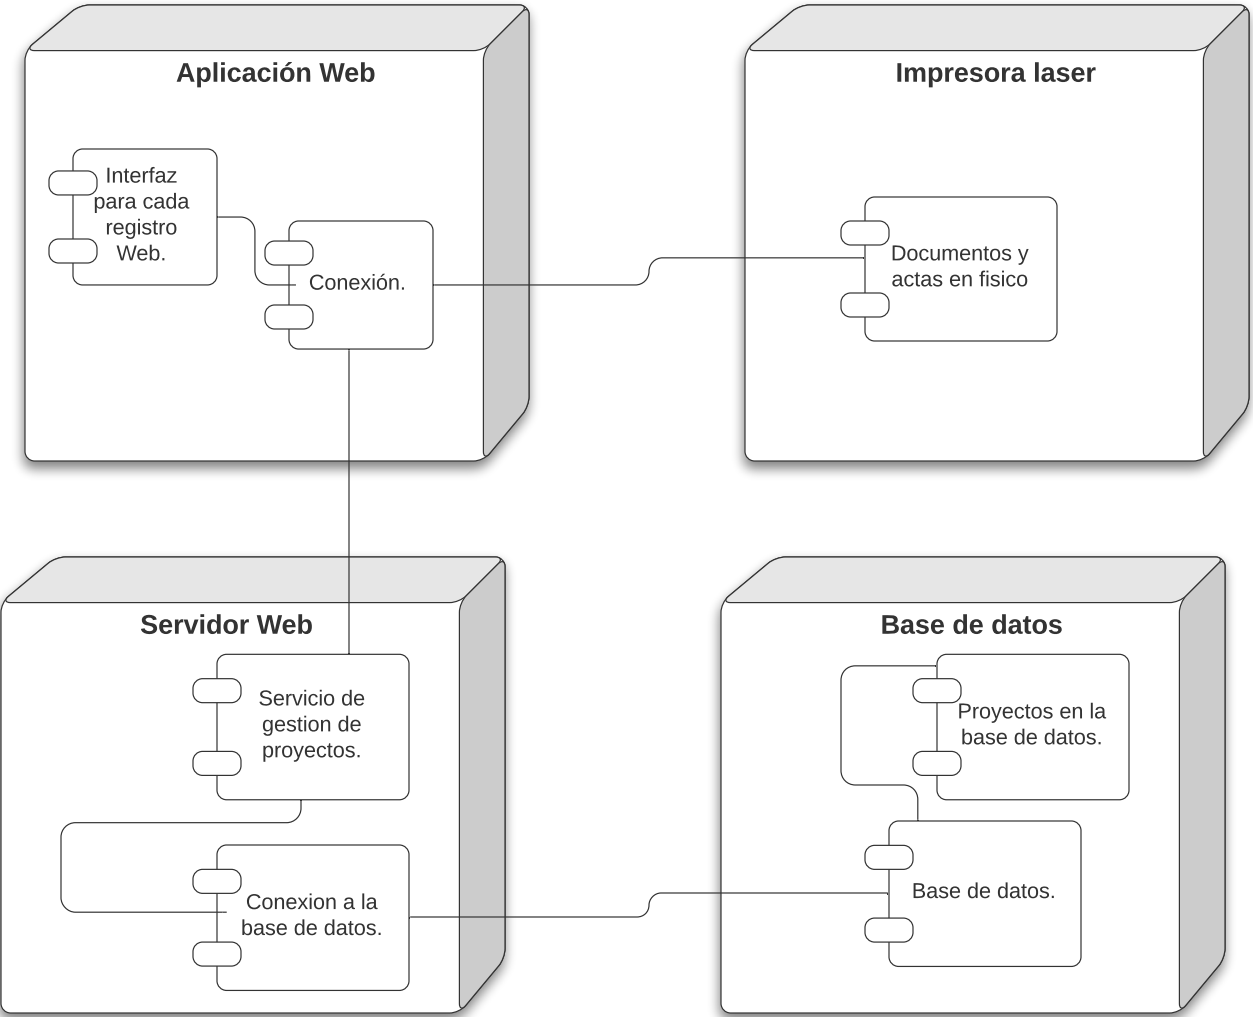 Aplicación Web
Interfaz
para cada
registro
Web.
Conexión.
Impresora laser
Documentos y
actas en fisico
Servidor Web
Servicio de
gestion de
proyectos.
Conexion a la
base de datos.
Base de datos
Proyectos en la
base de datos.
Base de datos.